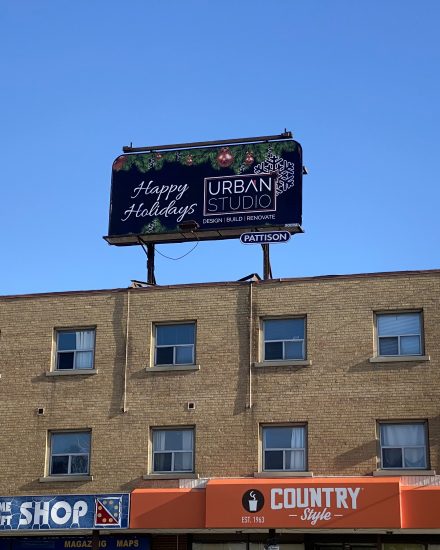 Happy
Holidays
URBAN
STUDIO
DESIGN | BUILD | RENOVATE
PATTISON
SHOP
MAPS
COUNTRY
Style
EST. 1963